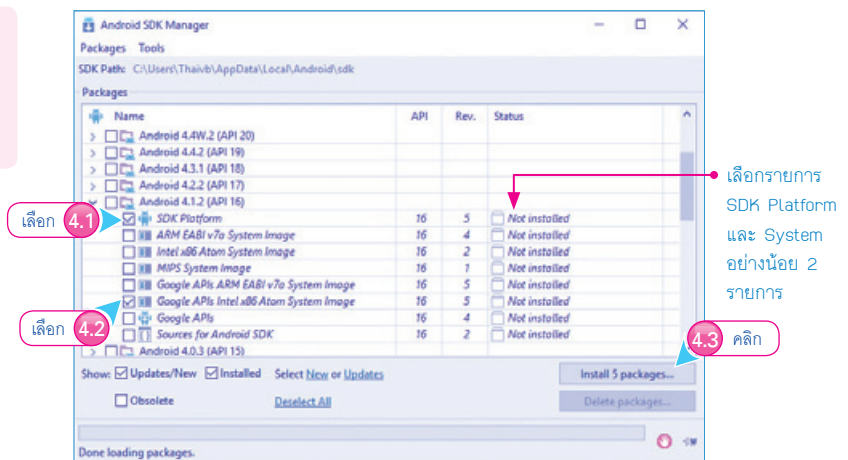 Android SDK Manager
Packages Tools
SDK Path: C:\Users\Thaivb\AppData\Local\Android\sdk
Packages
Name API Rev. Status
Android 4.4W.2 (API 20)
Android 4.4.2 (API 19)
Android 4.3.1 (API 18)
Android 4.2.2 (API 17)
Android 4.1.2 (API 16)
เลือก 4.1 SDK Platform 16 5 Not installed
ARM EABI v7a System Image 16 4 Not installed
Intel x86 Atom System Image 16 2 Not installed
MIPS System Image 16 1 Not installed
Google APIs ARM EABI v7a System Image 16 5 Not installed
Google APIs Intel x86 Atom System Image 16 5 Not installed
Google APIs 16 4 Not installed
เลือก 4.2 Sources for Android SDK 16 2 Not installed
Android 4.0.3 (API 15)
เลือกรายการ
SDK Platform
และ System
อย่างน้อย 2
รายการ
4.3 คลิก
Show: Updates/New Installed Select New or Updates Install 5 packages...
Obsolete Deselect All Delete packages...
Done loading packages.